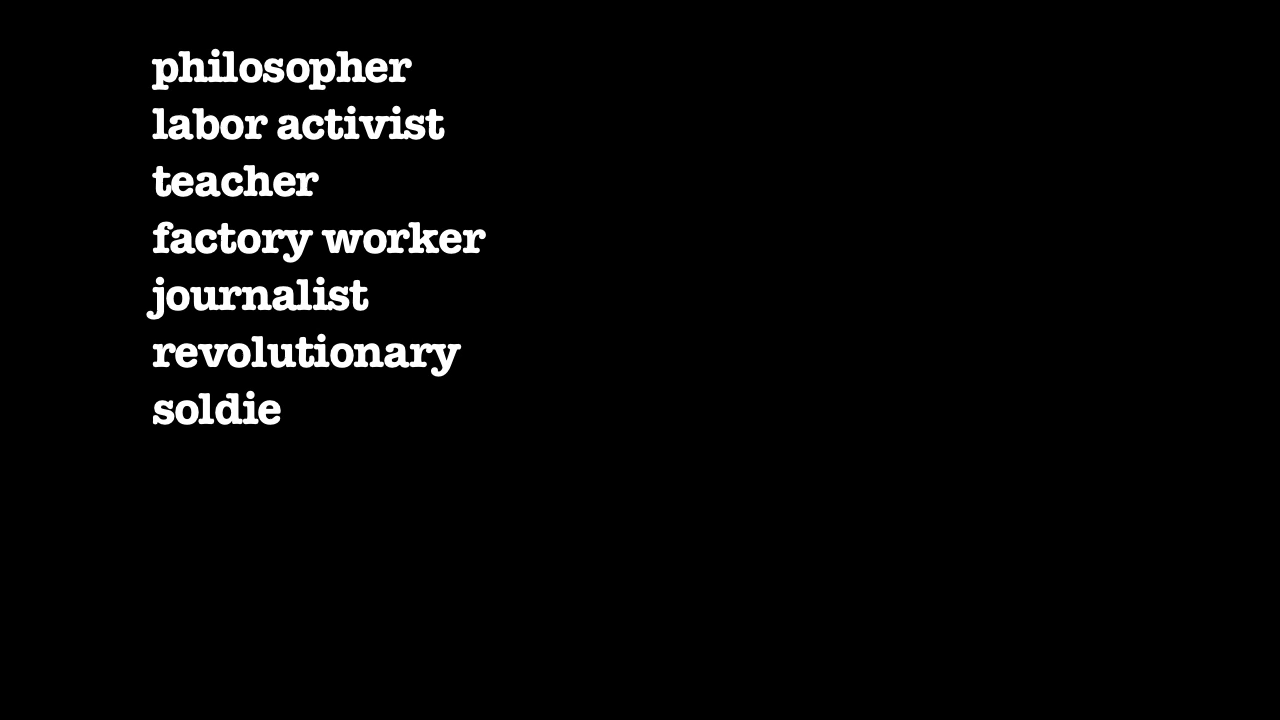 philosopher
labor activist
teacher
factory worker
journalist
revolutionary
soldie